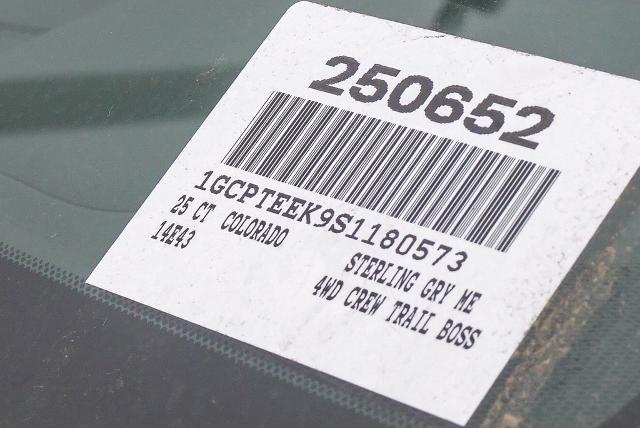 250652
1GCPTEEK9S1180573
25 CT COLORADO
STERLING GRY ME
14E43
4WD CREW TRAIL BOSS